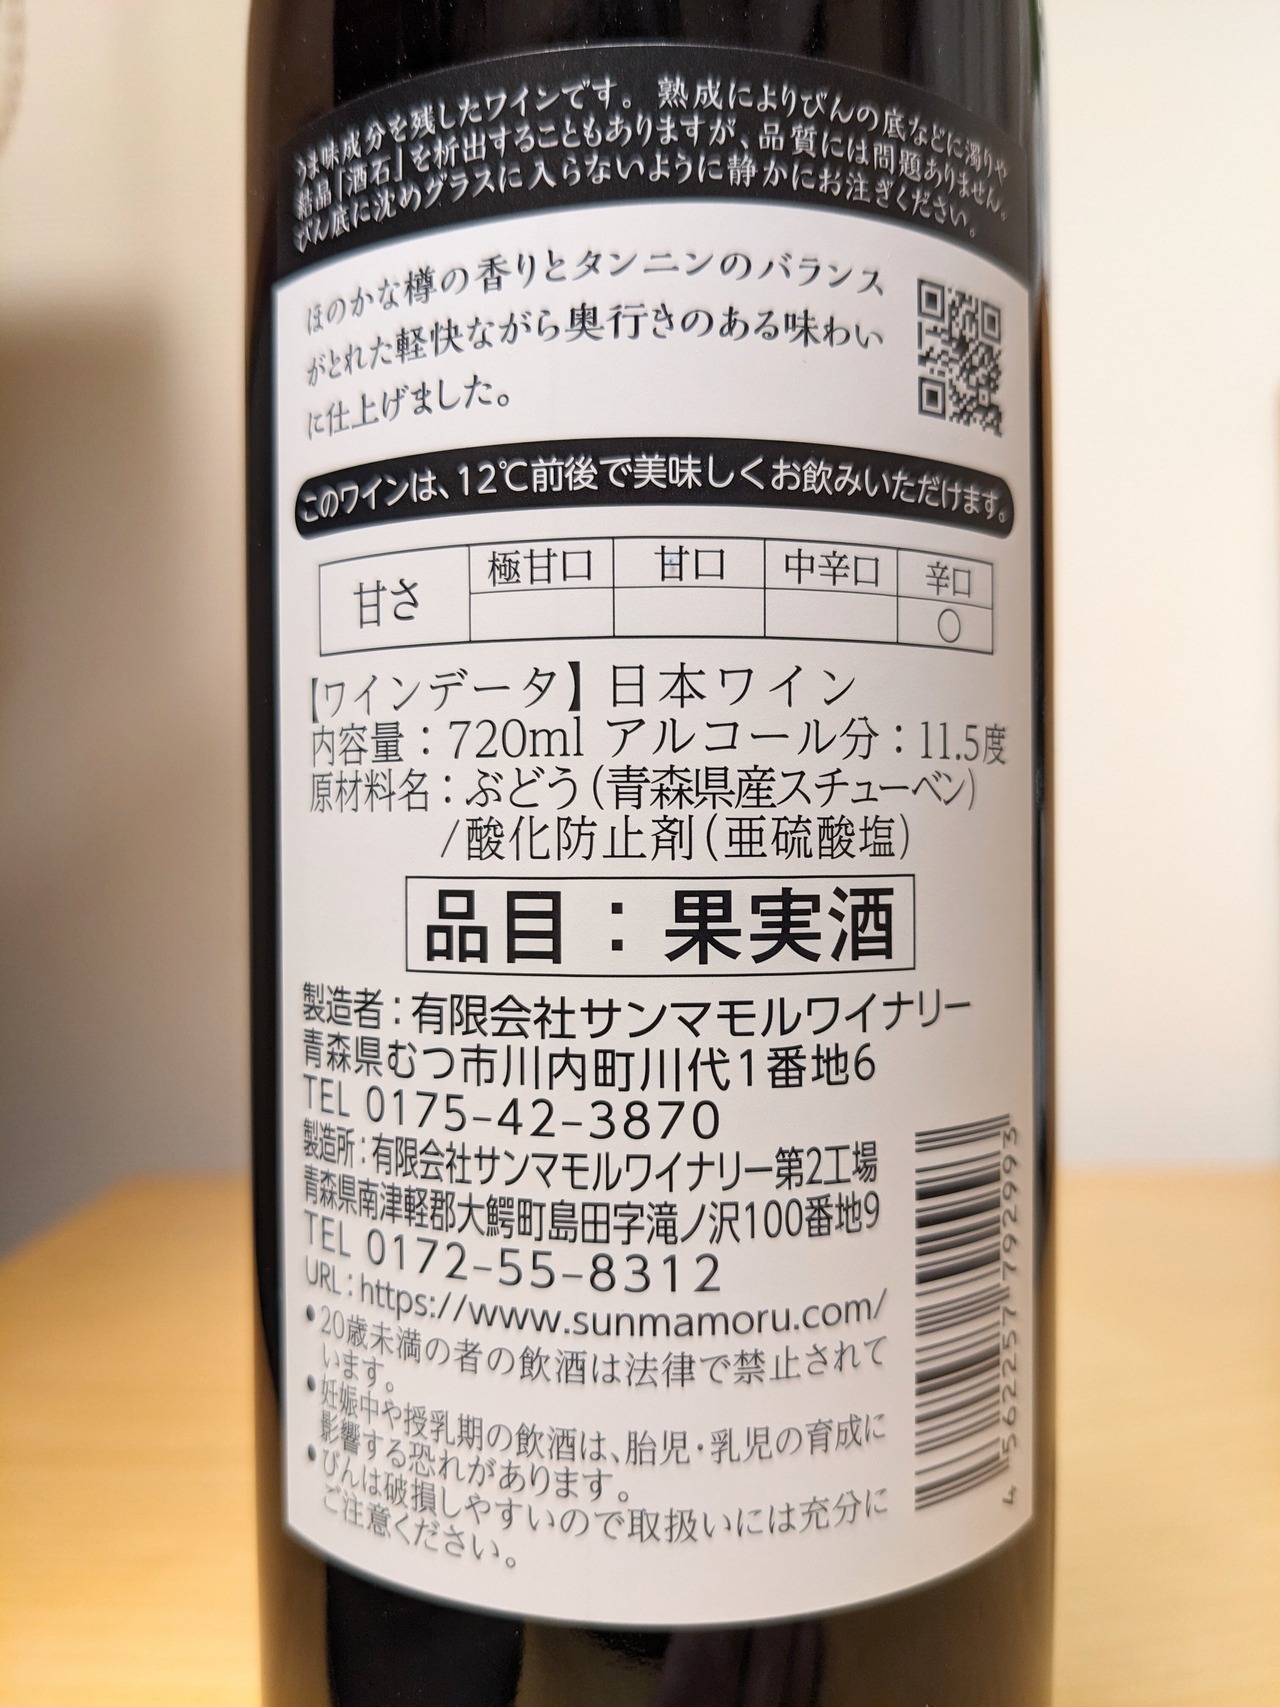 うま味成分を残したワインです。熟成によりびんの底などに濁りや
結晶「酒石」を析出することもありますが、品質には問題ありません。
びん底に沈めグラスに入らないように静かにお注ぎください。
ほのかな樽の香りとタンニンのバランス
がとれた軽快ながら奥行きのある味わい
に仕上げました。
このワインは、12℃前後で美味しくお飲みいただけます。
甘さ 極甘口 甘口 中辛口 辛口
○
【ワインデータ】日本ワイン
内容量：720ml アルコール分：11.5度
原材料名：ぶどう(青森県産スチューベン)
/酸化防止剤(亜硫酸塩)
品目：果実酒
製造者：有限会社サンマモルワイナリー
青森県むつ市川内町川代1番地6
TEL 0175-42-3870
製造所：有限会社サンマモルワイナリー第2工場
青森県南津軽郡大鰐町島田字滝ノ沢100番地9
TEL 0172-55-8312
URL：https://www.sunmamoru.com/
•20歳未満の者の飲酒は法律で禁止されて
います。
•妊娠中や授乳期の飲酒は、胎児・乳児の育成に
影響する恐れがあります。
•びんは破損しやすいので取扱いには充分に
ご注意ください。
4 562257 792993